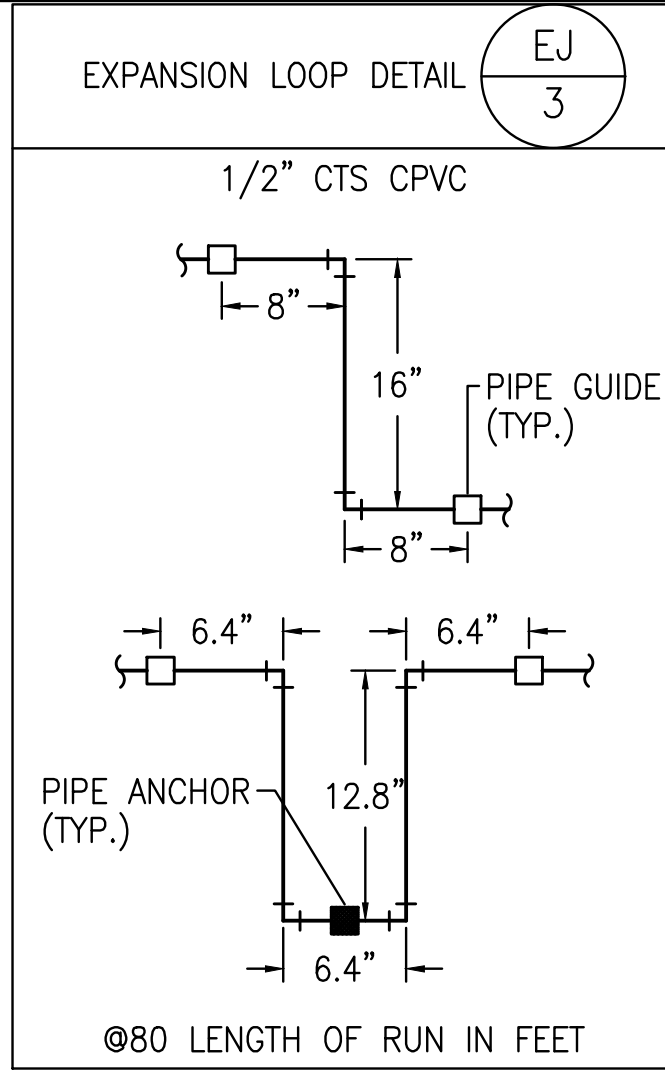 EXPANSION LOOP DETAIL
EJ
3
1/2” CTS CPVC
8”
16”
PIPE GUIDE
(TYP.)
8”
6.4”
6.4”
PIPE ANCHOR
(TYP.)
12.8”
6.4”
@80 LENGTH OF RUN IN FEET